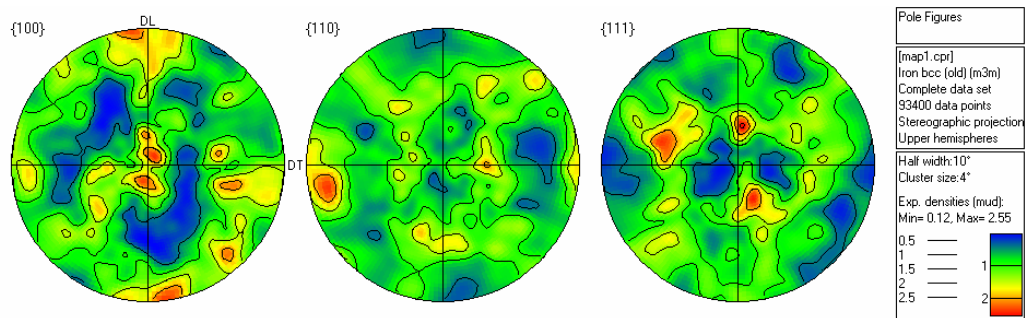 {100}
DL
DT
{110}
{111}
Pole Figures
[map1.cpr]
Iron bcc (old) (m3m)
Complete data set
93400 data points
Stereographic projection
Upper hemispheres
Half width:10°
Cluster size:4°
Exp. densities (mud):
Min= 0.12, Max= 2.55
0.5
1
1.5
2
2.5
1
2